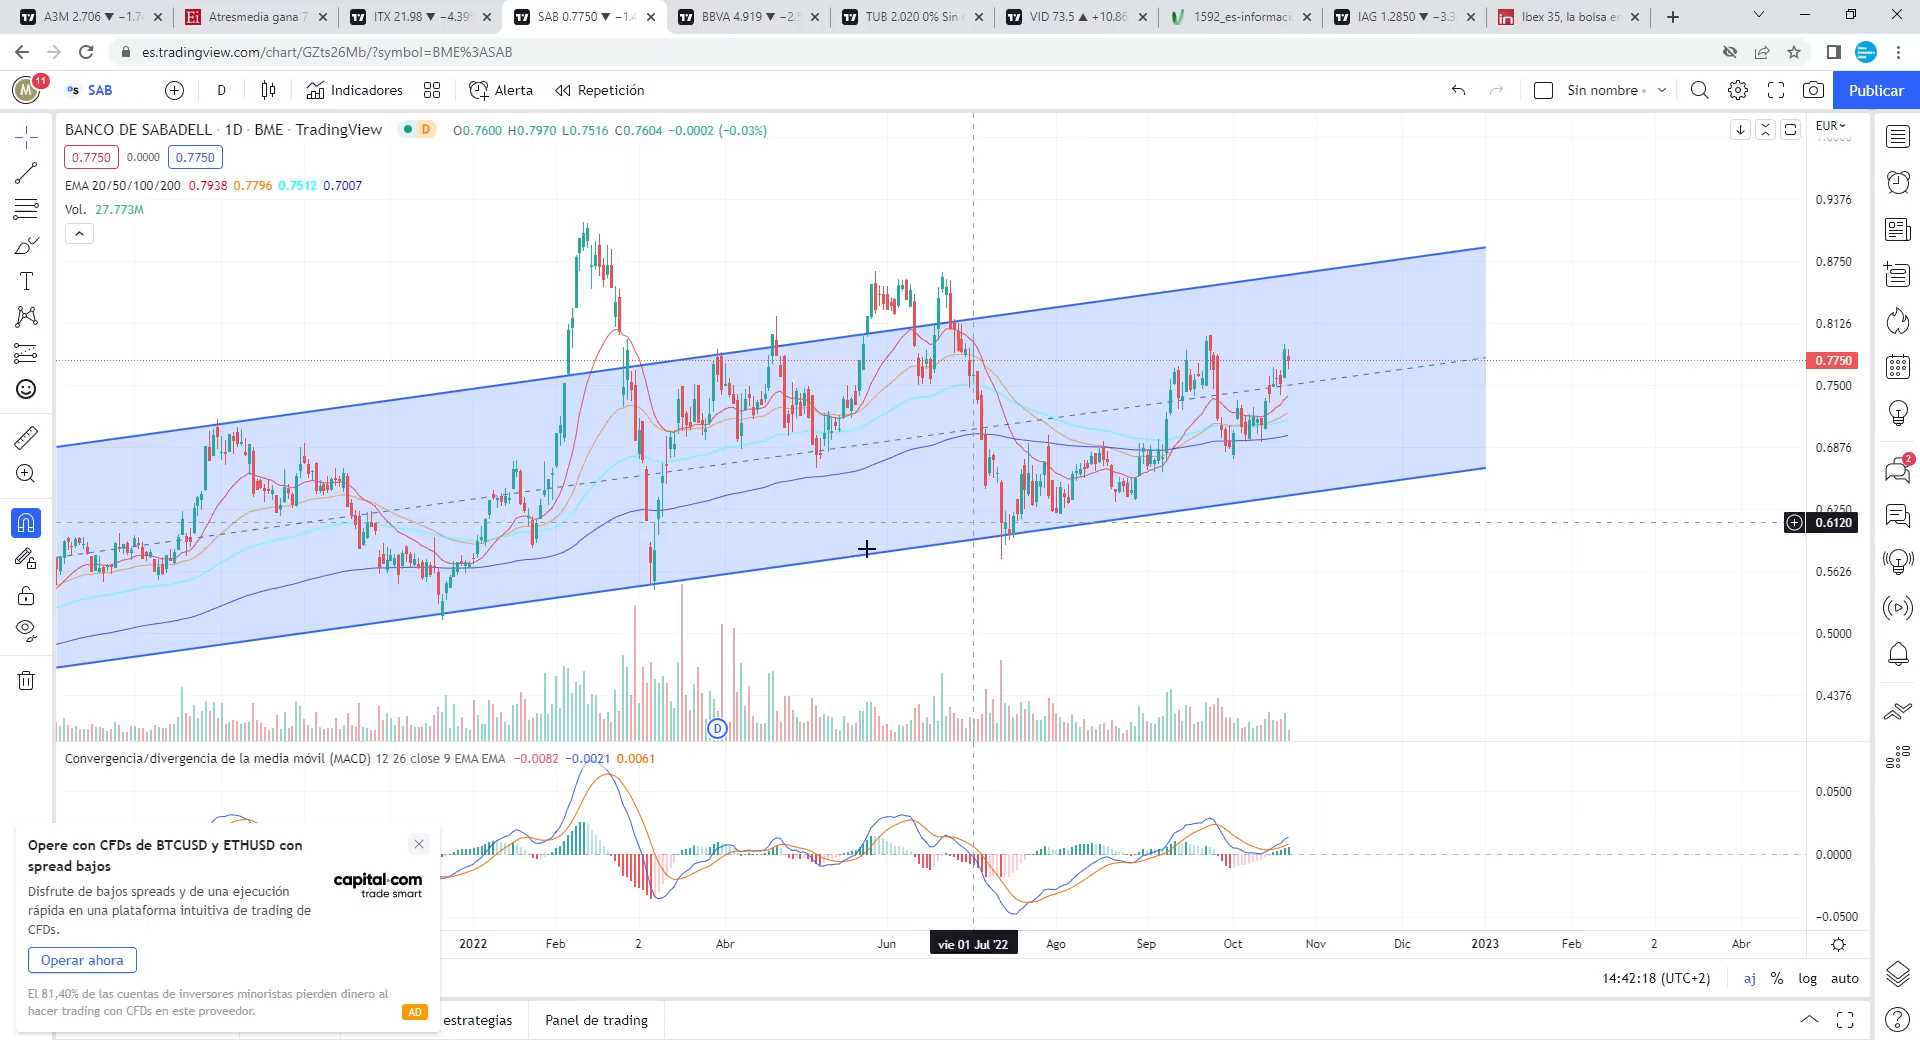 A3M 2.706 ▼ −1.74
Atresmedia gana 7
ITX 21.98 ▼ −4.39
SAB 0.7750 ▼ −1.4
BBVA 4.919 ▼ −2.5
TUB 2.020 0% Sin
VID 73.5 ▲ +10.86
1592_es-informaci
IAG 1.2850 ▼ −3.3
Ibex 35, la bolsa e
es.tradingview.com/chart/GZts26Mb/?symbol=BME%3ASAB
M 11 SAB D Indicadores Alerta Repetición Sin nombre Publicar
BANCO DE SABADELL · 1D · BME · TradingView D O0.7600 H0.7970 L0.7516 C0.7604 −0.0002 (−0.03%)
EUR
0.7750 0.0000 0.7750
EMA 20/50/100/200 0.7938 0.7796 0.7512 0.7007
Vol. 27.773M
0.9376
0.8750
0.8126
0.7750
0.7500
0.6876
0.6250
0.6120
0.5626
0.5000
0.4376
2
D
Convergencia/divergencia de la media móvil (MACD) 12 26 close 9 EMA EMA −0.0082 −0.0021 0.0061
0.0500
0.0000
−0.0500
Opere con CFDs de BTCUSD y ETHUSD con
spread bajos
Disfrute de bajos spreads y de una ejecución
rápida en una plataforma intuitiva de trading de
CFDs.
capital.com
trade smart
Operar ahora
El 81,40% de las cuentas de inversores minoristas pierden dinero al
hacer trading con CFDs en este proveedor.
AD
2022 Feb 2 Abr Jun vie 01 Jul '22 Ago Sep Oct Nov Dic 2023 Feb 2 Abr
14:42:18 (UTC+2) aj % log auto
estrategias Panel de trading